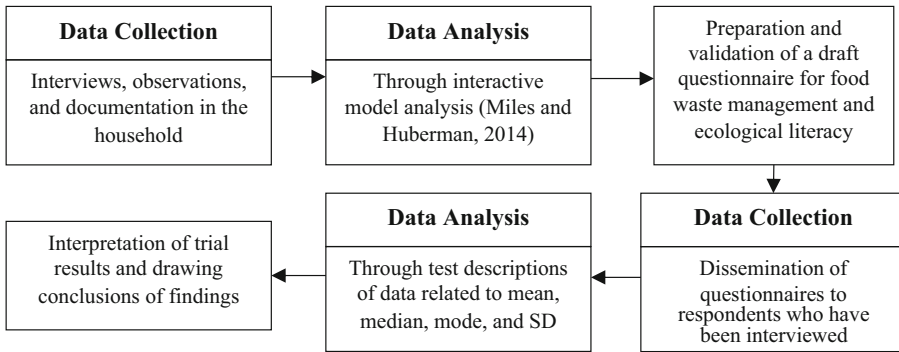 Data Collection
Interviews, observations,
and documentation in the
household
Data Analysis
Through interactive
model analysis (Miles and
Huberman, 2014)
Preparation and
validation of a draft
questionnaire for food
waste management and
ecological literacy
Data Collection
Dissemination of
questionnaires to
respondents who have
been interviewed
Data Analysis
Through test descriptions
of data related to mean,
median, mode, and SD
Interpretation of trial
results and drawing
conclusions of findings